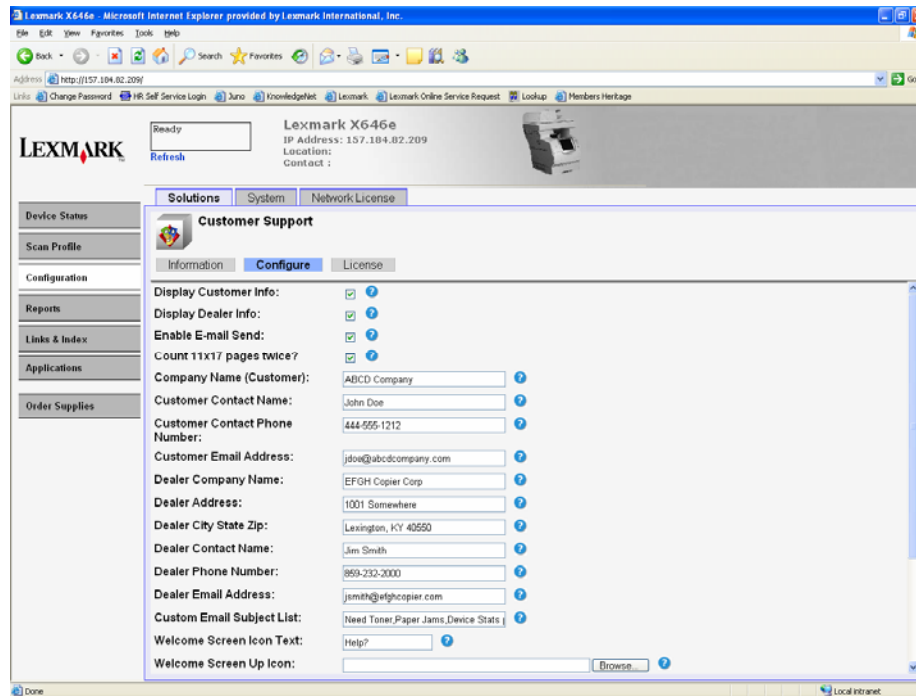 Lexmark X646e - Microsoft Internet Explorer provided by Lexmark International, Inc.
File Edit View Favorites Tools Help
Back Search Favorites
Address http://157.184.82.209/ Go
Links Change Password HR Self Service Login Juno KnowledgeNet Lexmark Lexmark Online Service Request Lookup Members Heritage
LEXMARK
Ready
Refresh
Lexmark X646e
IP Address: 157.184.82.209
Location:
Contact :
Solutions System Network License
Device Status
Scan Profile
Configuration
Reports
Links & Index
Applications
Order Supplies
Customer Support
Information Configure License
Display Customer Info: ?
Display Dealer Info: ?
Enable E-mail Send: ?
Count 11x17 pages twice? ?
Company Name (Customer): ABCD Company ?
Customer Contact Name: John Doe ?
Customer Contact Phone Number: 444-555-1212 ?
Customer Email Address: jdoe@abcdcompany.com ?
Dealer Company Name: EFGH Copier Corp ?
Dealer Address: 1001 Somewhere ?
Dealer City State Zip: Lexington, KY 40550 ?
Dealer Contact Name: Jim Smith ?
Dealer Phone Number: 859-232-2000 ?
Dealer Email Address: jsmith@efghcopier.com ?
Custom Email Subject List: Need Toner,Paper Jams,Device Stats ?
Welcome Screen Icon Text: Help? ?
Welcome Screen Up Icon: Browse... ?
Done Local intranet